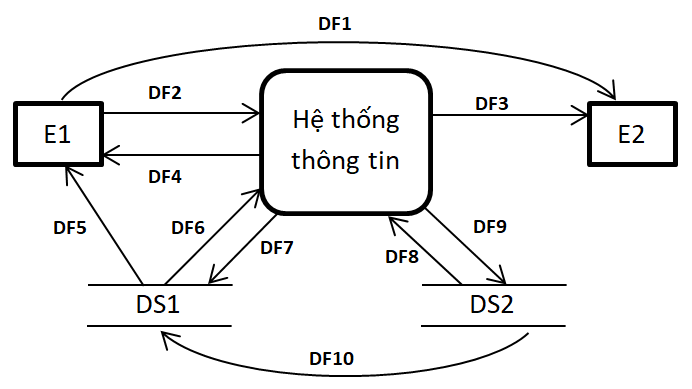 DF1
DF2
DF3
E1
Hệ thống
thông tin
E2
DF4
DF5
DF6
DF7
DF8
DF9
DS1
DS2
DF10